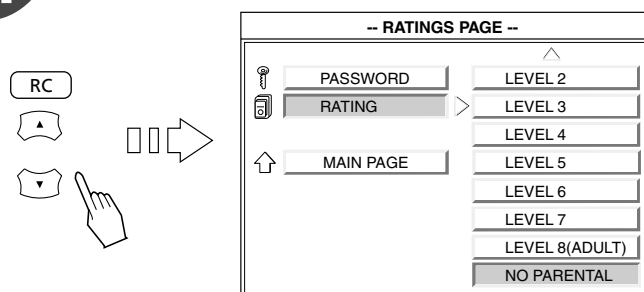 -- RATINGS PAGE --
RC
PASSWORD
RATING
MAIN PAGE
LEVEL 2
LEVEL 3
LEVEL 4
LEVEL 5
LEVEL 6
LEVEL 7
LEVEL 8(ADULT)
NO PARENTAL